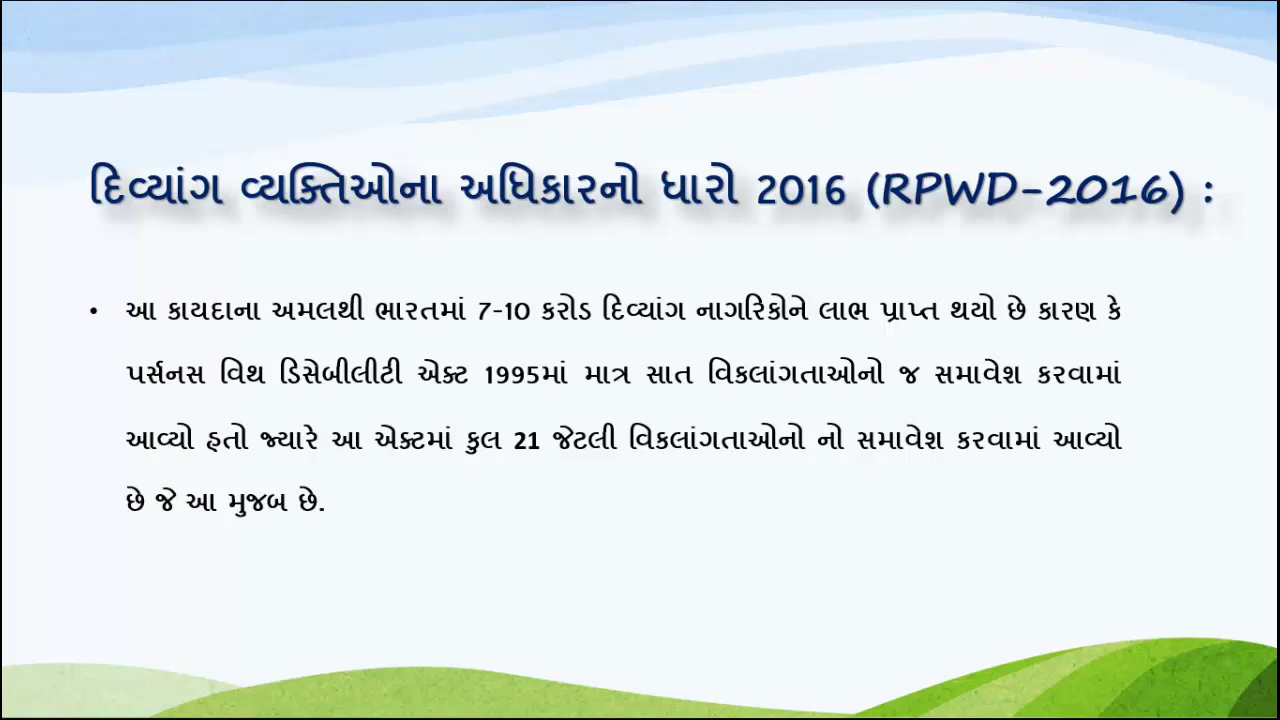 દિવ્યાંગ વ્યક્તિઓના અધિકારનો ધારો 2016 (RPWD-2016) :
• આ કાયદાના અમલથી ભારતમાં 7-10 કરોડ દિવ્યાંગ નાગરિકોને લાભ પ્રાપ્ત થયો છે કારણ કે
પર્સનસ વિથ ડિસેબીલીટી એક્ટ 1995માં માત્ર સાત વિકલાંગતાઓનો જ સમાવેશ કરવામાં
આવ્યો હતો જ્યારે આ એક્ટમાં કુલ 21 જેટલી વિકલાંગતાઓનો નો સમાવેશ કરવામાં આવ્યો
છે જે આ મુજબ છે.